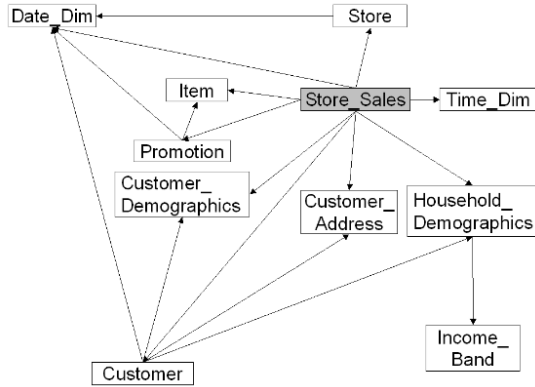 Date_Dim
Store
Item
Store_Sales
Time_Dim
Promotion
Customer_
Demographics
Customer_
Address
Household_
Demographics
Income_
Band
Customer